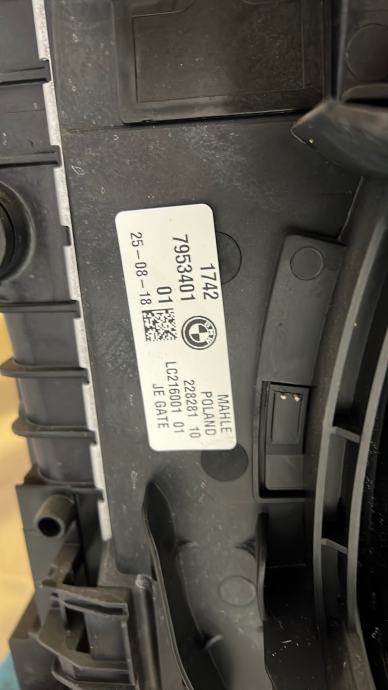 1742
7953401
01
25-08-18
MAHLE
POLAND
228281 10
LC216001 01
JE GATE